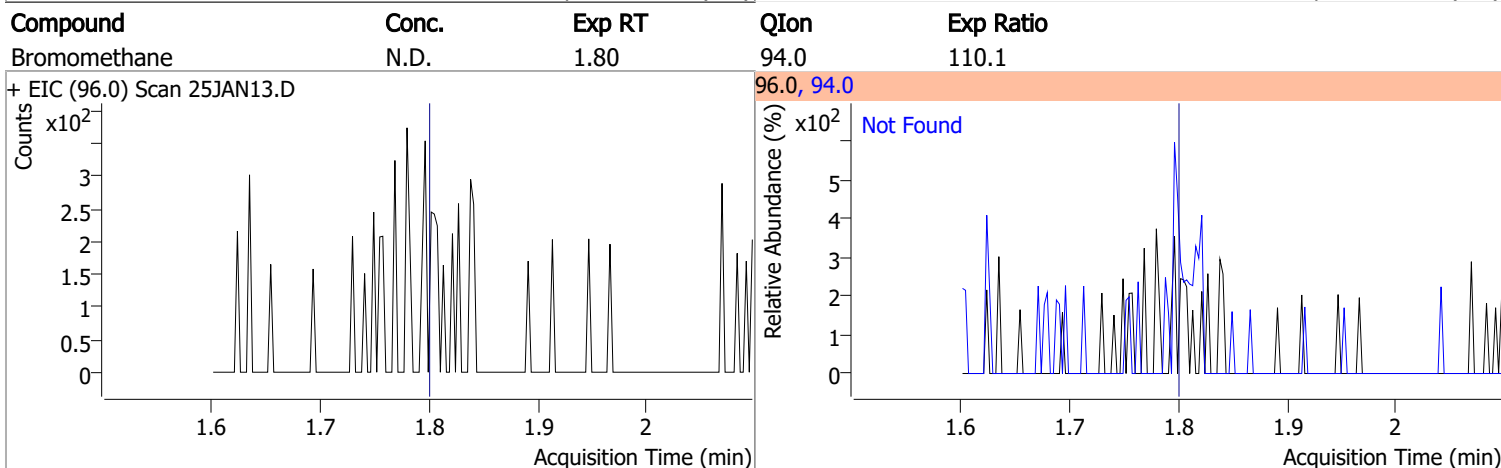 Compound Conc. Exp RT QIon Exp Ratio
Bromomethane N.D. 1.80 94.0 110.1
+ EIC (96.0) Scan 25JAN13.D
Counts
x10²
3
2.5
2
1.5
1
0.5
0
1.6 1.7 1.8 1.9 2
Acquisition Time (min)
96.0, 94.0
Relative Abundance (%)
x10²
Not Found
5
4
3
2
1
0
1.6 1.7 1.8 1.9 2
Acquisition Time (min)